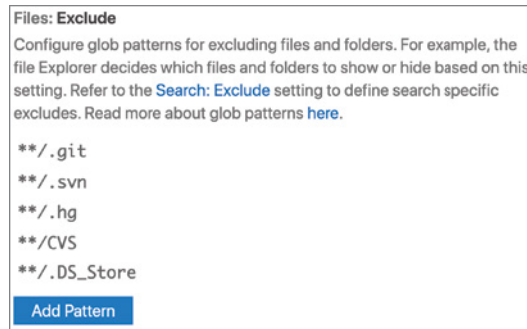 Files: Exclude
Configure glob patterns for excluding files and folders. For example, the
file Explorer decides which files and folders to show or hide based on this
setting. Refer to the Search: Exclude setting to define search specific
excludes. Read more about glob patterns here.
**/.git
**/.svn
**/.hg
**/CVS
**/.DS_Store
Add Pattern